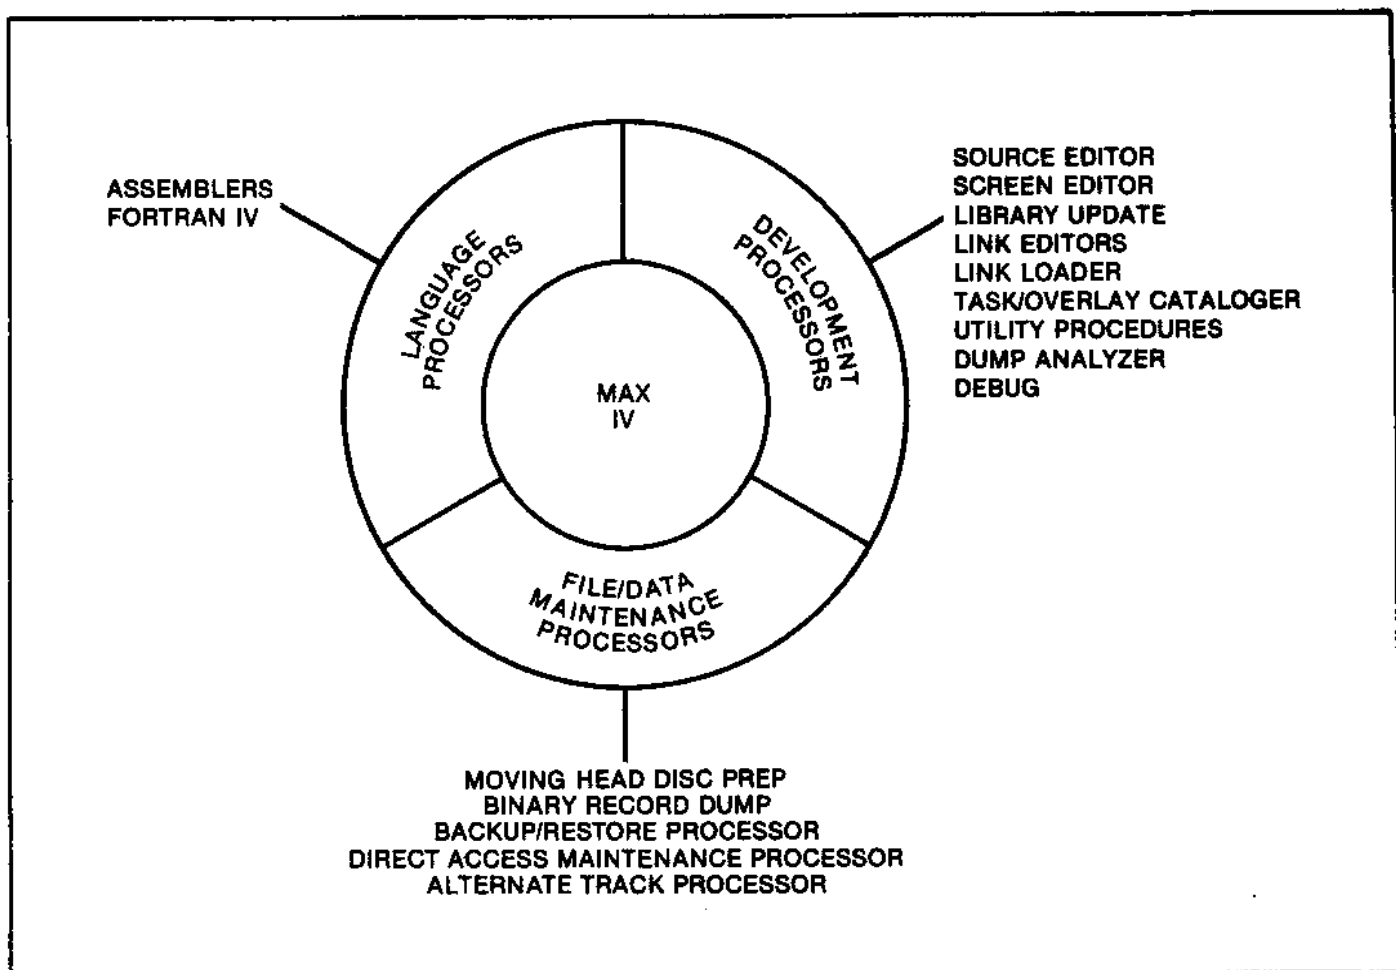 ASSEMBLERS
FORTRAN IV
LANGUAGE
PROCESSORS
DEVELOPMENT
PROCESSORS
SOURCE EDITOR
SCREEN EDITOR
LIBRARY UPDATE
LINK EDITORS
LINK LOADER
TASK/OVERLAY CATALOGER
UTILITY PROCEDURES
DUMP ANALYZER
DEBUG
MAX
IV
FILE/DATA
MAINTENANCE
PROCESSORS
MOVING HEAD DISC PREP
BINARY RECORD DUMP
BACKUP/RESTORE PROCESSOR
DIRECT ACCESS MAINTENANCE PROCESSOR
ALTERNATE TRACK PROCESSOR